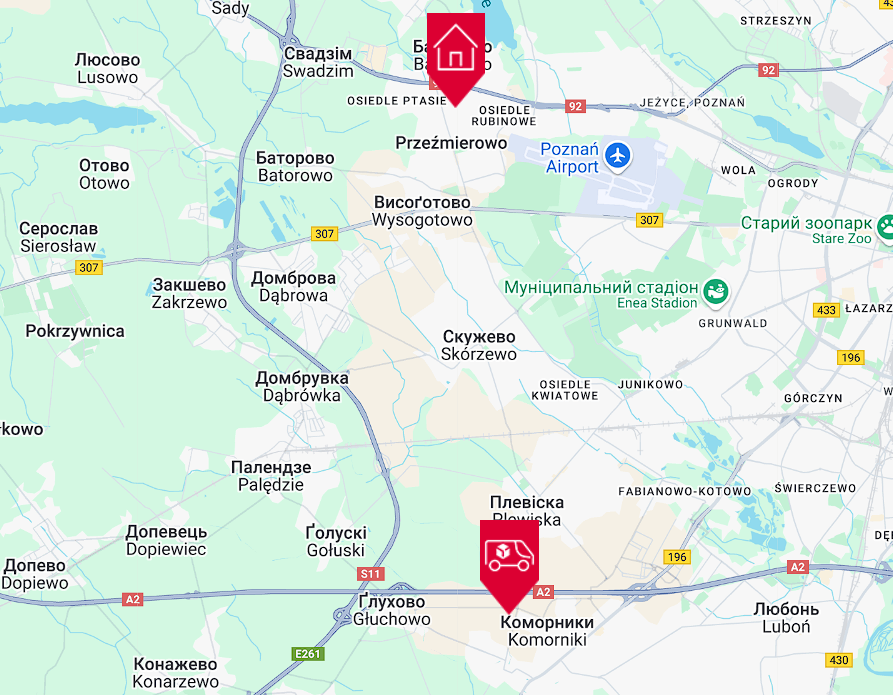 Sady
STRZESZYN
Свадзім
Swadzim
Люсово
Lusowo
92
OSIEDLE PTASIE
92
JEŻYCE, POZNAŃ
OSIEDLE
RUBINOWE
Przeźmierowo
Poznań
Airport
Баторово
Batorowo
Отово
Otowo
WOLA
OGRODY
Висоґотово
Wysogotowo
307
307
Старий зоопарк
Stare Zoo
Серослав
Sierosław
307
Домброва
Dąbrowa
Закшево
Zakrzewo
Муніципальний стадіон
Enea Stadion
433
ŁAZARZ
GRUNWALD
Pokrzywnica
Скужево
Skórzewo
196
Домбрувка
Dąbrówka
OSIEDLE
KWIATOWE
JUNIKOWO
GÓRCZYN
kowo
Палендзе
Palędzie
FABIANOWO-KOTOWO
ŚWIERCZEWO
Плевіска
Допевець
Dopiewiec
Ґолускі
Gołuski
196
Допево
Dopiewo
S11
A2
A2
A2
Ґлухово
Głuchowo
Коморники
Komorniki
Любонь
Luboń
E261
430
Конажево
Konarzewo